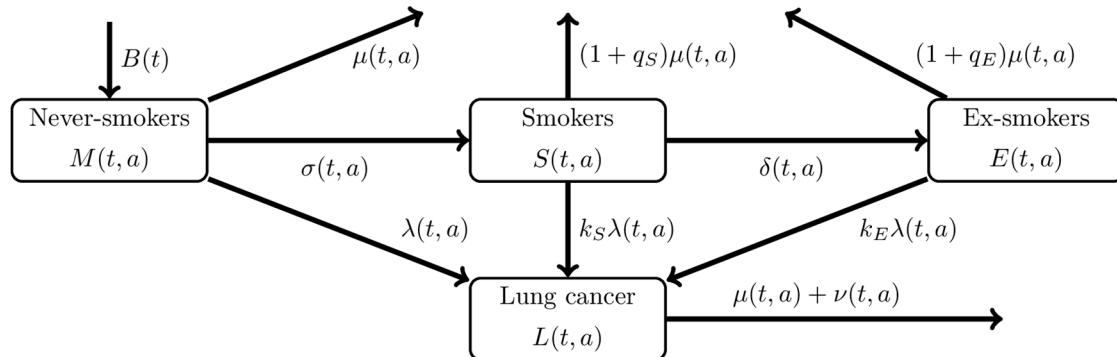 B(t)
μ(t, a)
(1 + q_S)μ(t, a)
(1 + q_E)μ(t, a)
Never-smokers
M(t, a)
σ(t, a)
Smokers
S(t, a)
δ(t, a)
Ex-smokers
E(t, a)
λ(t, a)
k_Sλ(t, a)
k_Eλ(t, a)
Lung cancer
L(t, a)
μ(t, a) + ν(t, a)